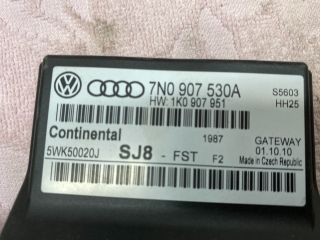 7N0 907 530A
HW: 1K0 907 951
S5603
HH25
Continental
1987
GATEWAY
5WK50020J
SJ8 - FST F2
01.10.10
Made in Czech Republic